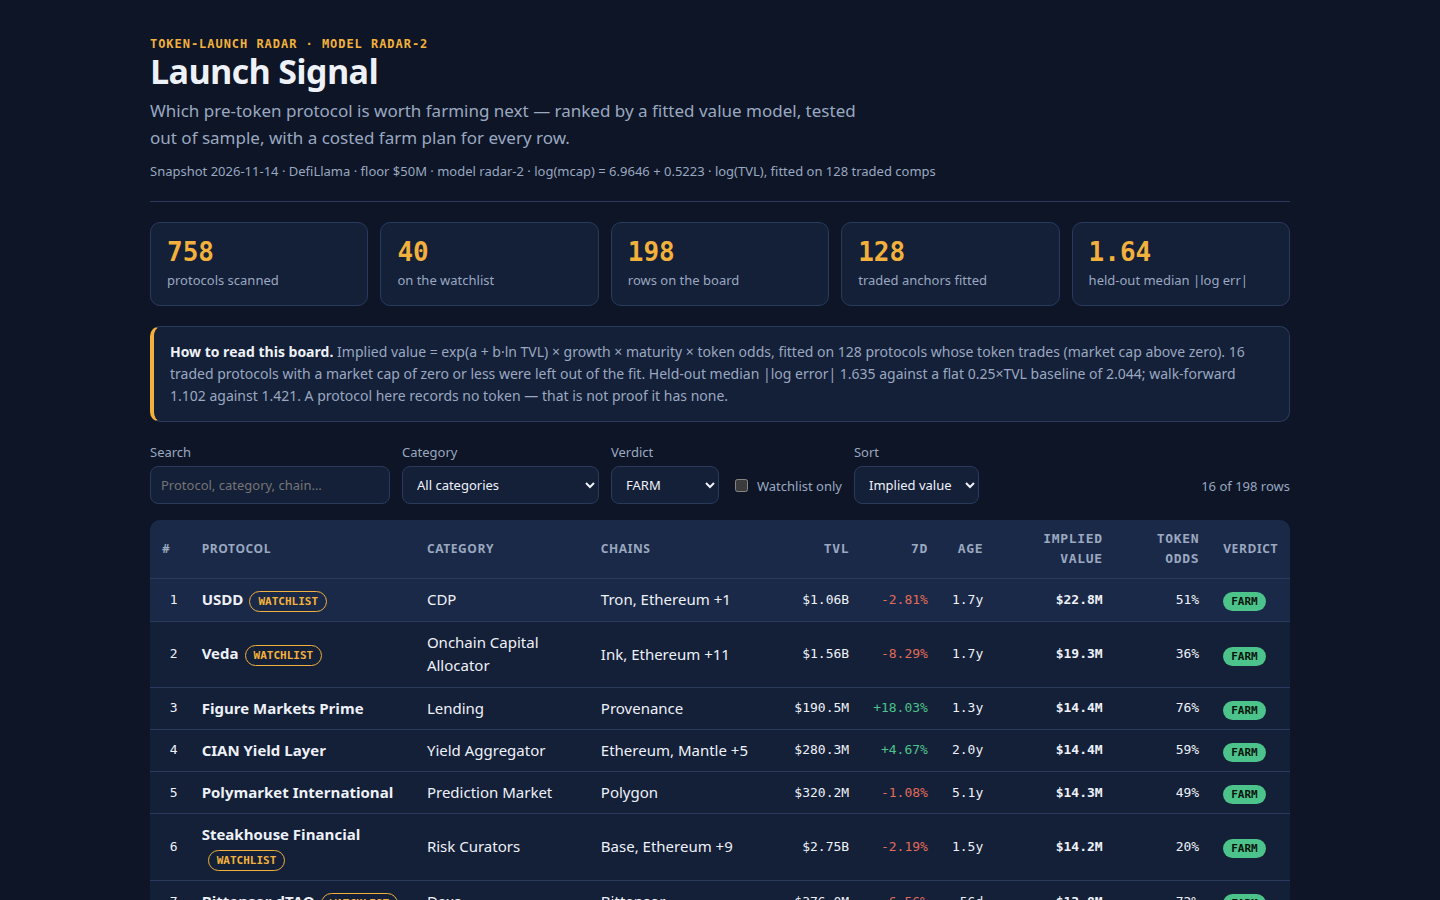 TOKEN-LAUNCH RADAR · MODEL RADAR-2
Launch Signal
Which pre-token protocol is worth farming next — ranked by a fitted value model, tested
out of sample, with a costed farm plan for every row.
Snapshot 2026-11-14 · DefiLlama · floor $50M · model radar-2 · log(mcap) = 6.9646 + 0.5223 · log(TVL), fitted on 128 traded comps
758
protocols scanned
40
on the watchlist
198
rows on the board
128
traded anchors fitted
1.64
held-out median |log err|
How to read this board. Implied value = exp(a + b·ln TVL) × growth × maturity × token odds, fitted on 128 protocols whose token trades (market cap above zero). 16
traded protocols with a market cap of zero or less were left out of the fit. Held-out median |log error| 1.635 against a flat 0.25×TVL baseline of 2.044; walk-forward
1.102 against 1.421. A protocol here records no token — that is not proof it has none.
Search
Category
Verdict
Sort
Protocol, category, chain…
All categories
FARM
Watchlist only
Implied value
16 of 198 rows
# PROTOCOL CATEGORY CHAINS TVL 7D AGE IMPLIED VALUE TOKEN ODDS VERDICT
1 USDD WATCHLIST CDP Tron, Ethereum +1 $1.06B -2.81% 1.7y $22.8M 51% FARM
2 Veda WATCHLIST Onchain Capital Allocator Ink, Ethereum +11 $1.56B -8.29% 1.7y $19.3M 36% FARM
3 Figure Markets Prime Lending Provenance $190.5M +18.03% 1.3y $14.4M 76% FARM
4 CIAN Yield Layer Yield Aggregator Ethereum, Mantle +5 $280.3M +4.67% 2.0y $14.4M 59% FARM
5 Polymarket International Prediction Market Polygon $320.2M -1.08% 5.1y $14.3M 49% FARM
6 Steakhouse Financial WATCHLIST Risk Curators Base, Ethereum +9 $2.75B -2.19% 1.5y $14.2M 20% FARM